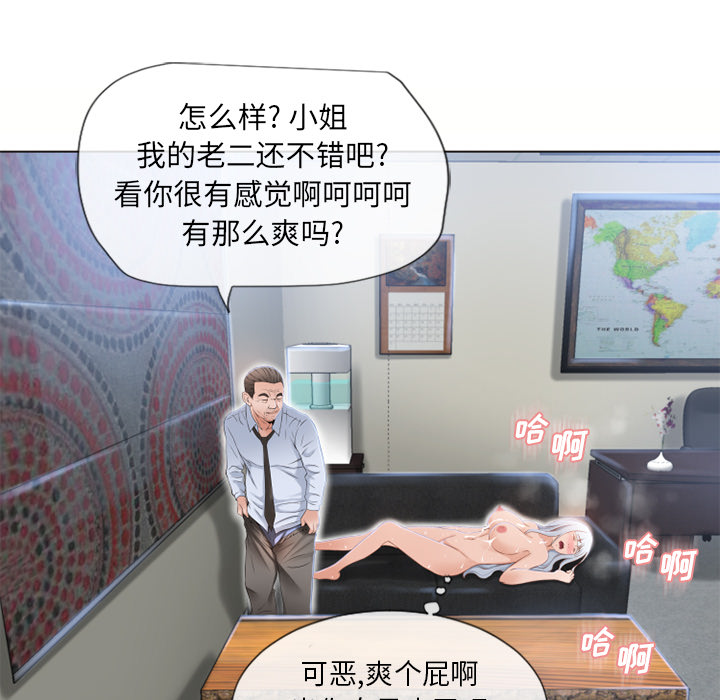 怎么样? 小姐
我的老二还不错吧?
看你很有感觉啊呵呵呵
有那么爽吗?
THE WORLD
哈 啊
哈 啊
哈 啊
可恶,爽个屁啊